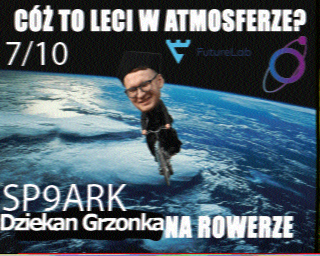 CÓŻ TO LECI W ATMOSFERZE?
7/10
FutureLab
SP9ARK
Dziekan Grzonka NA ROWERZE